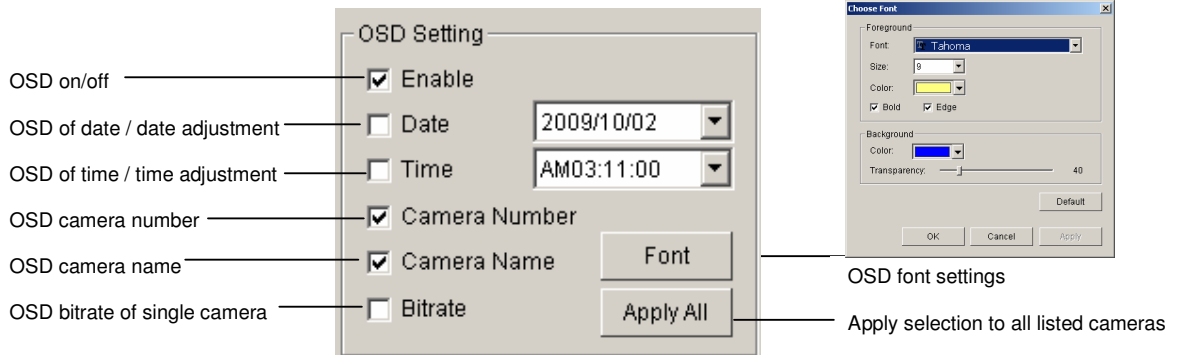 OSD on/off
OSD of date / date adjustment
OSD of time / time adjustment
OSD camera number
OSD camera name
OSD bitrate of single camera
OSD Setting
Enable
Date 2009/10/02
Time AM03:11:00
Camera Number
Camera Name
Font
Bitrate
Apply All
Choose Font
Foreground
Font: Tahoma
Size: 9
Color:
Bold Edge
Background
Color:
Transparency: 40
Default
OK Cancel Apply
OSD font settings
Apply selection to all listed cameras